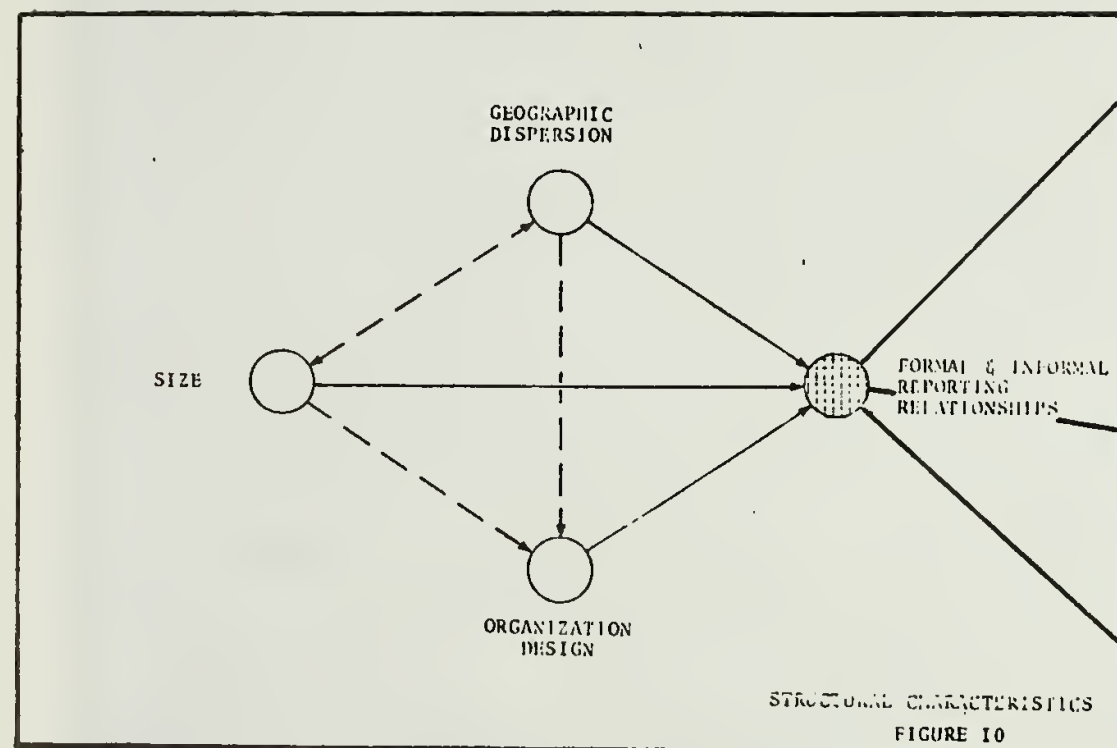 GEOGRAPHIC
DISPERSION
SIZE
FORMAL & INFORMAL
REPORTING
RELATIONSHIPS
ORGANIZATION
DESIGN
STRUCTURAL CHARACTERISTICS
FIGURE 10